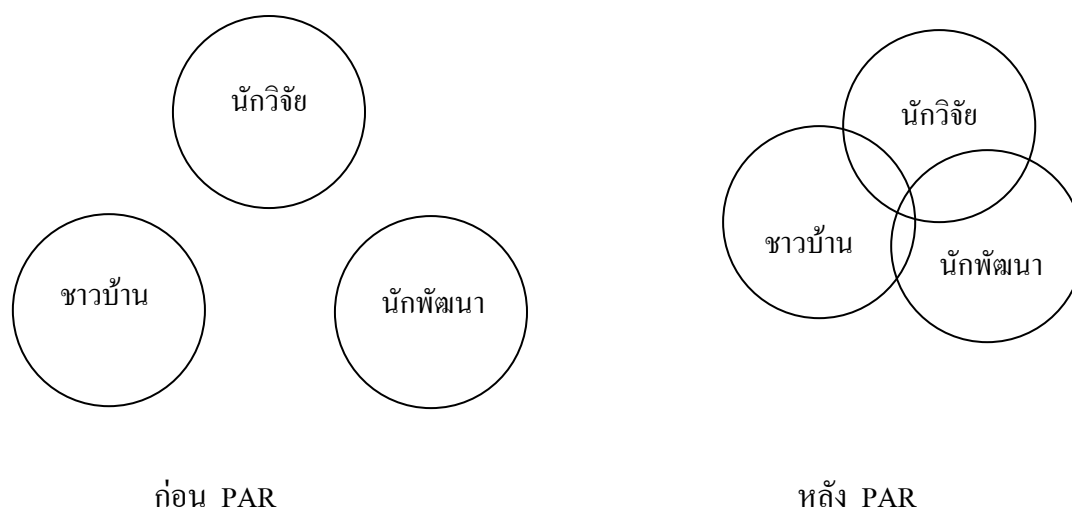 นักวิจัย
ชาวบ้าน
นักพัฒนา
ก่อน PAR
นักวิจัย
ชาวบ้าน
นักพัฒนา
หลัง PAR